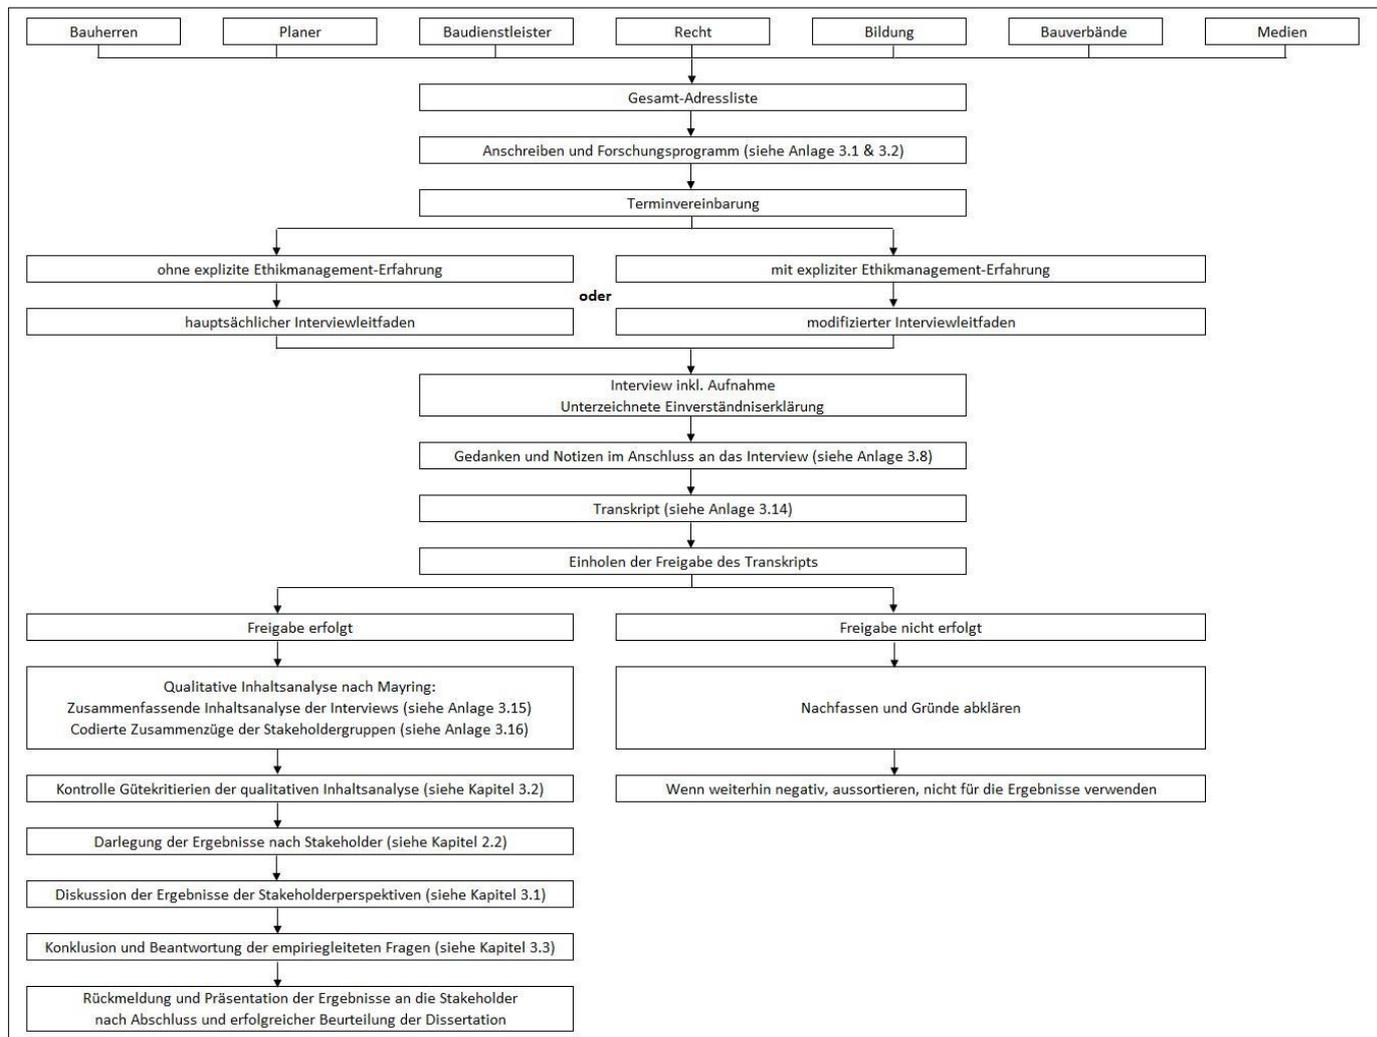 Bauherren
Planer
Baudienstleister
Recht
Bildung
Bauverbände
Medien
Gesamt-Adressliste
Anschreiben und Forschungsprogramm (siehe Anlage 3.1 & 3.2)
Terminvereinbarung
ohne explizite Ethikmanagement-Erfahrung
mit expliziter Ethikmanagement-Erfahrung
oder
hauptsächlicher Interviewleitfaden
modifizierter Interviewleitfaden
Interview inkl. Aufnahme
Unterzeichnete Einverständniserklärung
Gedanken und Notizen im Anschluss an das Interview (siehe Anlage 3.8)
Transkript (siehe Anlage 3.14)
Einholen der Freigabe des Transkripts
Freigabe erfolgt
Freigabe nicht erfolgt
Qualitative Inhaltsanalyse nach Mayring:
Zusammenfassende Inhaltsanalyse der Interviews (siehe Anlage 3.15)
Codierte Zusammenzüge der Stakeholdergruppen (siehe Anlage 3.16)
Nachfassen und Gründe abklären
Kontrolle Gütekritierien der qualitativen Inhaltsanalyse (siehe Kapitel 3.2)
Wenn weiterhin negativ, aussortieren, nicht für die Ergebnisse verwenden
Darlegung der Ergebnisse nach Stakeholder (siehe Kapitel 2.2)
Diskussion der Ergebnisse der Stakeholderperspektiven (siehe Kapitel 3.1)
Konklusion und Beantwortung der empiriegleiteten Fragen (siehe Kapitel 3.3)
Rückmeldung und Präsentation der Ergebnisse an die Stakeholder
nach Abschluss und erfolgreicher Beurteilung der Dissertation